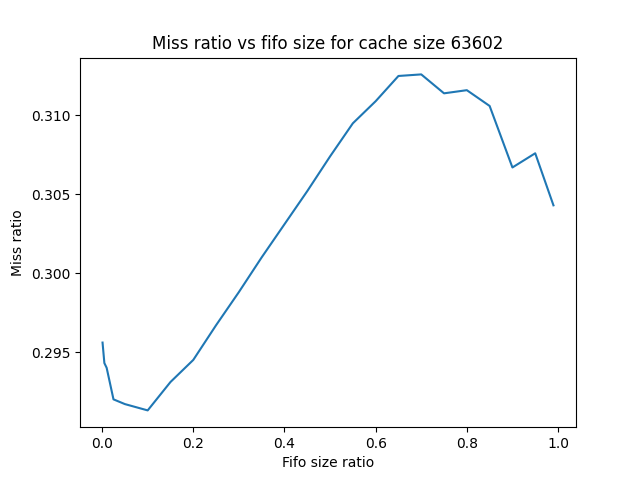 Miss ratio vs fifo size for cache size 63602
0.310
0.305
0.300
0.295
Miss ratio
0.0 0.2 0.4 0.6 0.8 1.0
Fifo size ratio